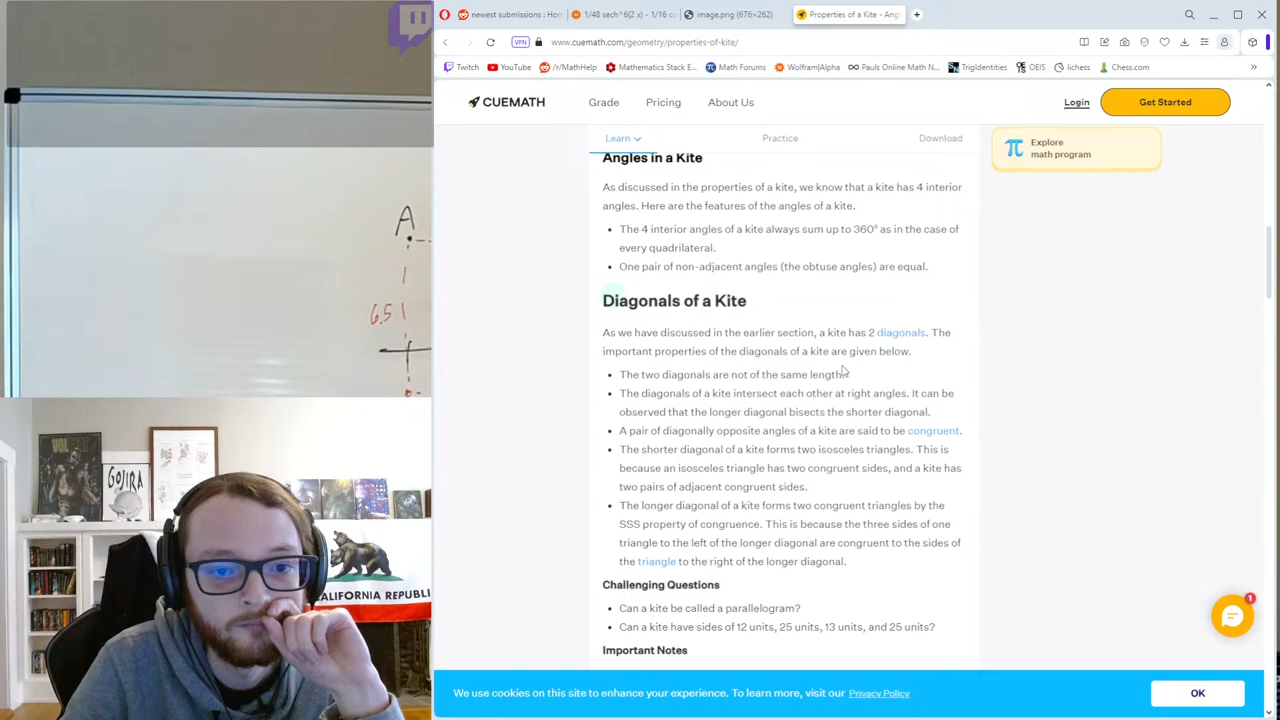 newest submissions : Hom
1/48 sech^6(2 x) - 1/16 co
image.png (676×262)
Properties of a Kite - Ang
VPN
www.cuemath.com/geometry/properties-of-kite/
Twitch
YouTube
/r/MathHelp
Mathematics Stack E...
Math Forums
Wolfram|Alpha
Pauls Online Math N...
TrigIdentities
OEIS
lichess
Chess.com
»
CUEMATH
Grade
Pricing
About Us
Login
Get Started
Learn
Practice
Download
π
Explore
math program
Angles in a Kite
As discussed in the properties of a kite, we know that a kite has 4 interior
angles. Here are the features of the angles of a kite.
• The 4 interior angles of a kite always sum up to 360° as in the case of
every quadrilateral.
• One pair of non-adjacent angles (the obtuse angles) are equal.
Diagonals of a Kite
As we have discussed in the earlier section, a kite has 2 diagonals. The
important properties of the diagonals of a kite are given below.
• The two diagonals are not of the same length.
• The diagonals of a kite intersect each other at right angles. It can be
observed that the longer diagonal bisects the shorter diagonal.
• A pair of diagonally opposite angles of a kite are said to be congruent.
• The shorter diagonal of a kite forms two isosceles triangles. This is
because an isosceles triangle has two congruent sides, and a kite has
two pairs of adjacent congruent sides.
• The longer diagonal of a kite forms two congruent triangles by the
SSS property of congruence. This is because the three sides of one
triangle to the left of the longer diagonal are congruent to the sides of
the triangle to the right of the longer diagonal.
Challenging Questions
• Can a kite be called a parallelogram?
• Can a kite have sides of 12 units, 25 units, 13 units, and 25 units?
Important Notes
1
We use cookies on this site to enhance your experience. To learn more, visit our Privacy Policy
OK
A
6.5
VOL
GOJIRA
CALIFORNIA REPUBL